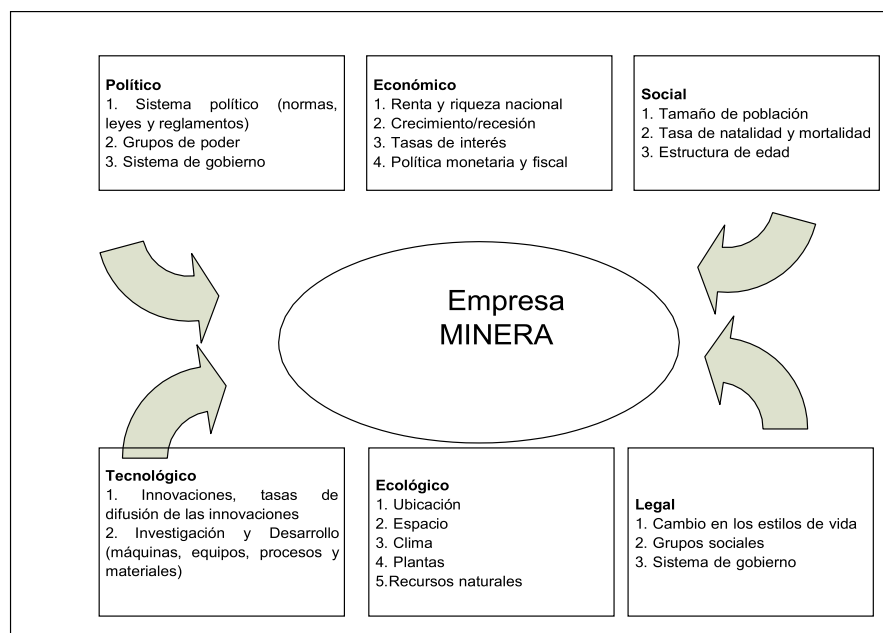 Político
1. Sistema político (normas,
leyes y reglamentos)
2. Grupos de poder
3. Sistema de gobierno
Económico
1. Renta y riqueza nacional
2. Crecimiento/recesión
3. Tasas de interés
4. Política monetaria y fiscal
Social
1. Tamaño de población
2. Tasa de natalidad y mortalidad
3. Estructura de edad
Empresa
MINERA
Tecnológico
1. Innovaciones, tasas de
difusión de las innovaciones
2. Investigación y Desarrollo
(máquinas, equipos, procesos y
materiales)
Ecológico
1. Ubicación
2. Espacio
3. Clima
4. Plantas
5.Recursos naturales
Legal
1. Cambio en los estilos de vida
2. Grupos sociales
3. Sistema de gobierno